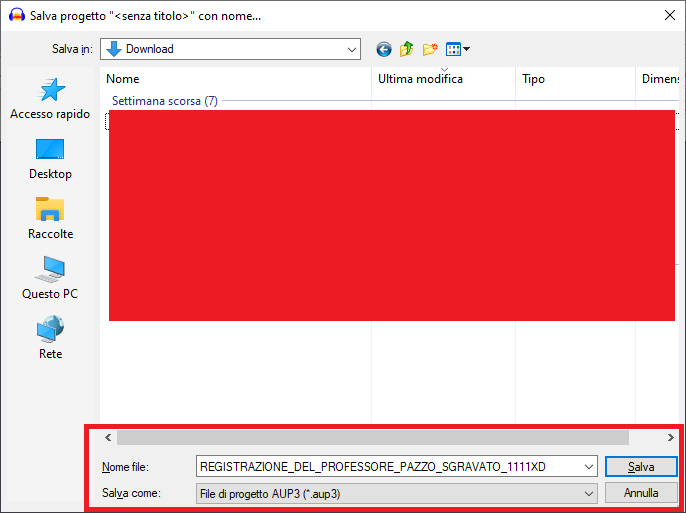 Salva progetto "<senza titolo>" con nome...
Salva in: Download
Nome Ultima modifica Tipo Dimens
Settimana scorsa (7)
Accesso rapido
Desktop
Raccolte
Questo PC
Rete
Nome file: REGISTRAZIONE_DEL_PROFESSORE_PAZZO_SGRAVATO_1111XD Salva
Salva come: File di progetto AUP3 (*.aup3) Annulla